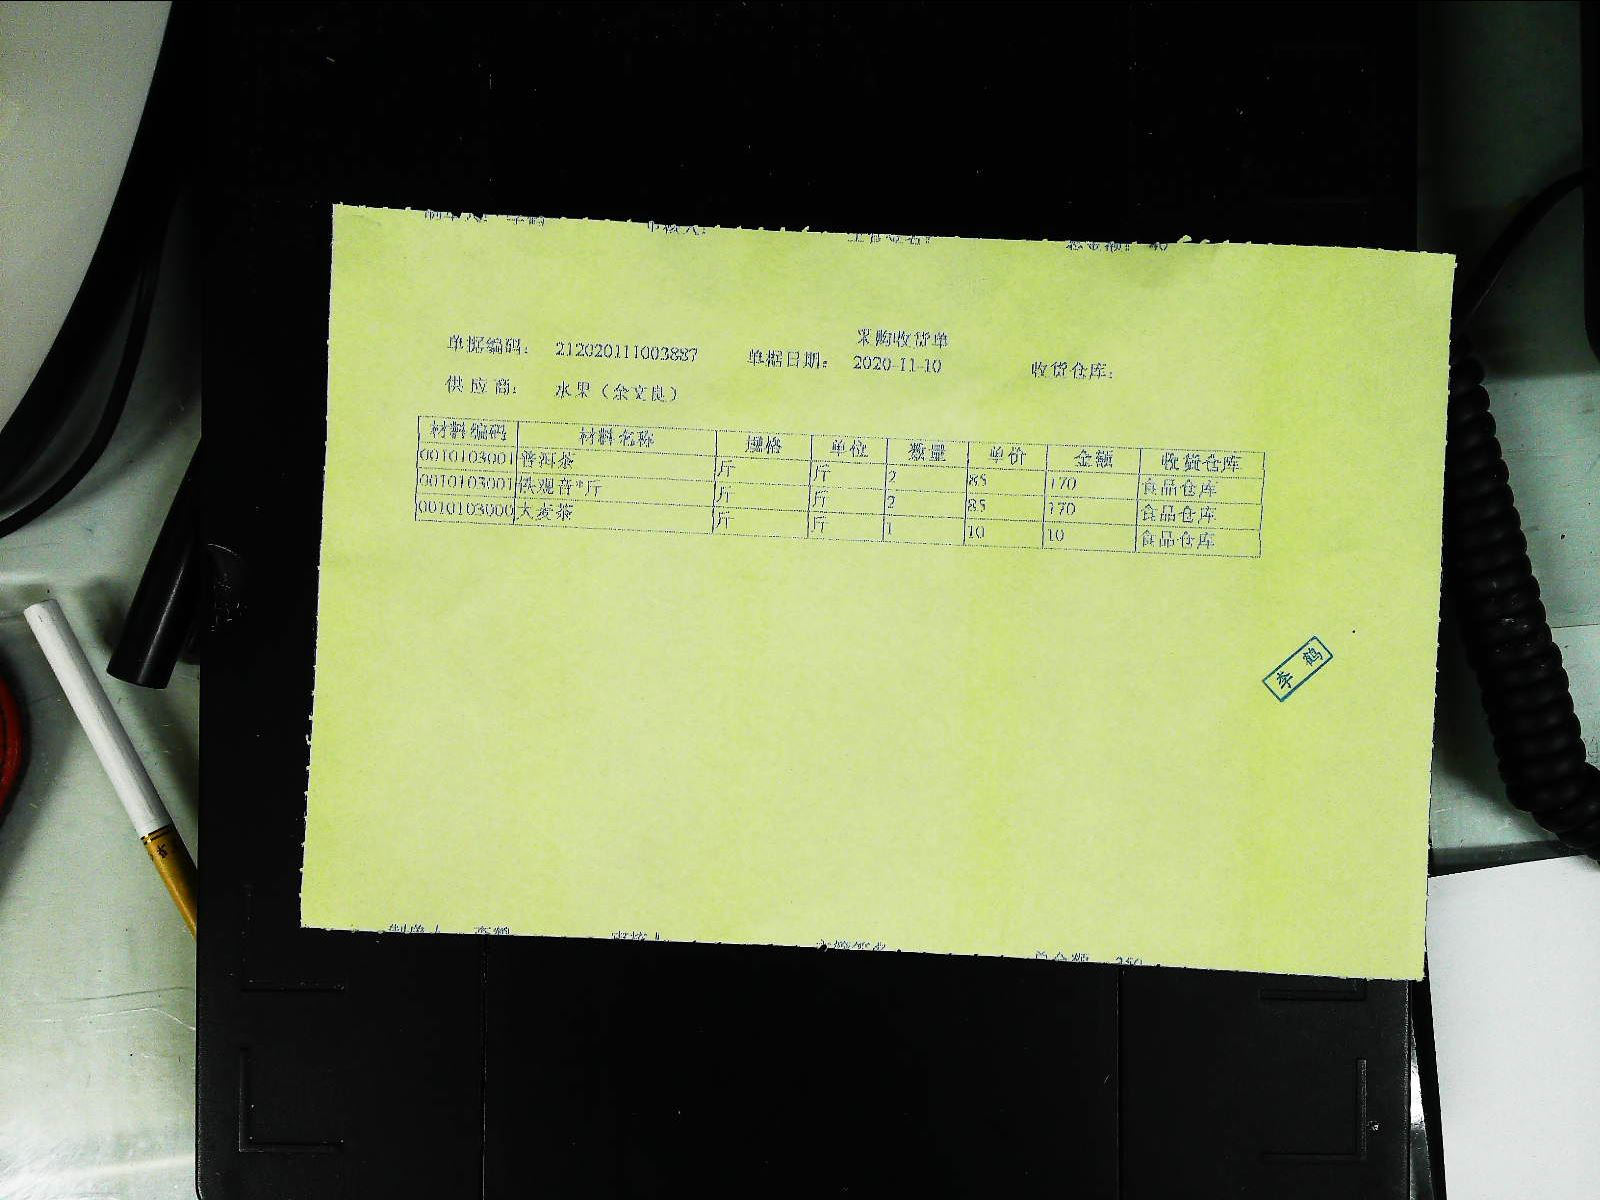 采购收货单
单据编码： 212020111003887 单据日期： 2020-11-10 收货仓库：
供 应 商： 水果（余文良）
材料编码 材料名称 规格 单位 数量 单价 金额 收货仓库
0010103001 普洱茶 斤 斤 2 85 170 食品仓库
0010103001 铁观音*斤 斤 斤 2 85 170 食品仓库
0010103000 大麦茶 斤 斤 1 10 10 食品仓库
李鹤